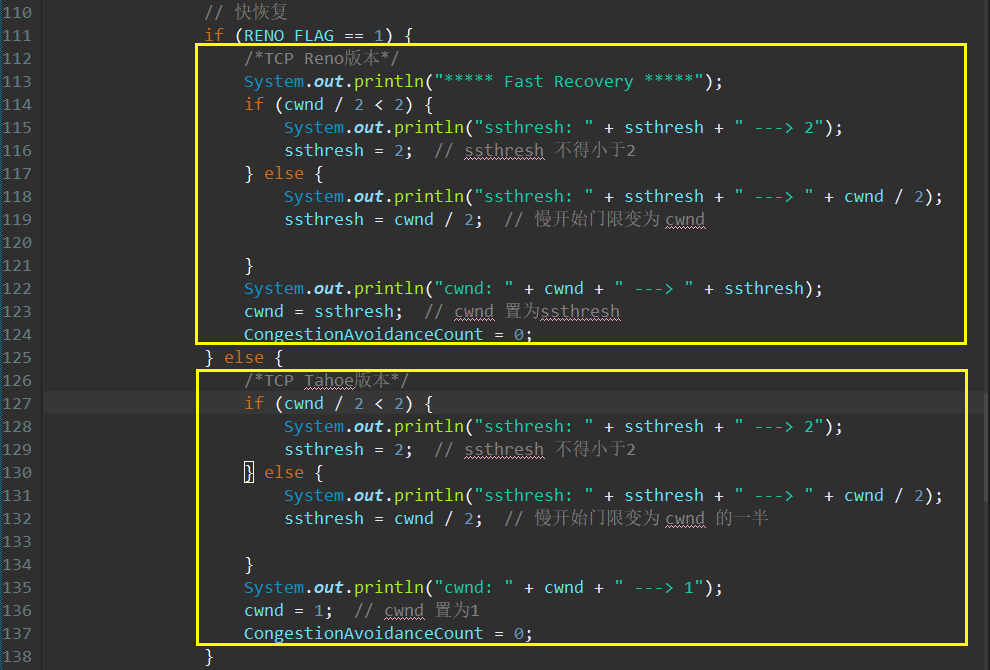 110 // 快恢复
111 if (RENO_FLAG == 1) {
112 /*TCP Reno版本*/
113 System.out.println("***** Fast Recovery *****");
114 if (cwnd / 2 < 2) {
115 System.out.println("ssthresh: " + ssthresh + " ---> 2");
116 ssthresh = 2; // ssthresh 不得小于2
117 } else {
118 System.out.println("ssthresh: " + ssthresh + " ---> " + cwnd / 2);
119 ssthresh = cwnd / 2; // 慢开始门限变为 cwnd
120
121 }
122 System.out.println("cwnd: " + cwnd + " ---> " + ssthresh);
123 cwnd = ssthresh; // cwnd 置为ssthresh
124 CongestionAvoidanceCount = 0;
125 } else {
126 /*TCP Tahoe版本*/
127 if (cwnd / 2 < 2) {
128 System.out.println("ssthresh: " + ssthresh + " ---> 2");
129 ssthresh = 2; // ssthresh 不得小于2
130 } else {
131 System.out.println("ssthresh: " + ssthresh + " ---> " + cwnd / 2);
132 ssthresh = cwnd / 2; // 慢开始门限变为 cwnd 的一半
133
134 }
135 System.out.println("cwnd: " + cwnd + " ---> 1");
136 cwnd = 1; // cwnd 置为1
137 CongestionAvoidanceCount = 0;
138 }